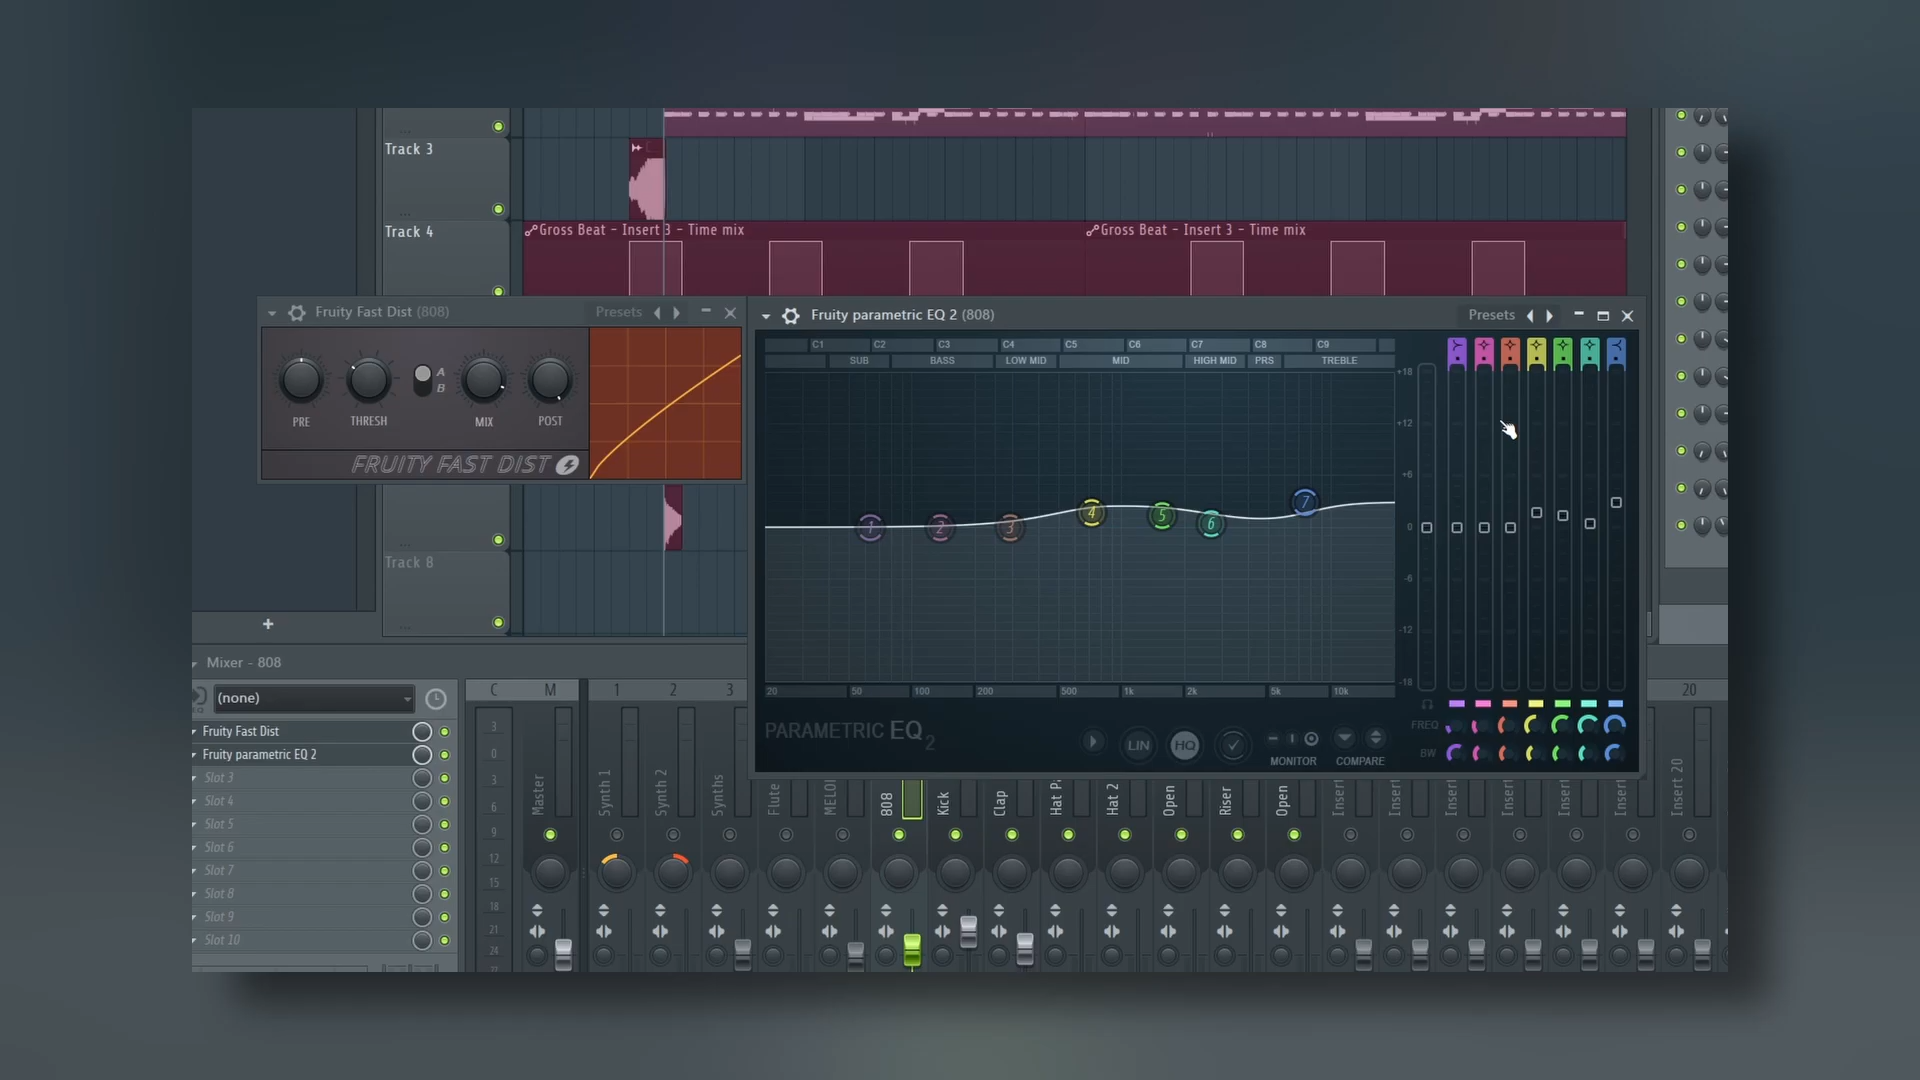 Track 3
Track 4
Gross Beat - Insert 3 - Time mix
Gross Beat - Insert 3 - Time mix
Fruity Fast Dist (808)
Presets
PRE
THRESH
A
B
MIX
POST
FRUITY FAST DIST
Fruity parametric EQ 2 (808)
Presets
C1 C2 C3 C4 C5 C6 C7 C8 C9
SUB BASS LOW MID MID HIGH MID PRS TREBLE
+18
+12
+6
0
-6
-12
-18
1 2 3 4 5 6 7
20 50 100 200 500 1k 2k 5k 10k
PARAMETRIC EQ 2
LIN
HQ
MONITOR
COMPARE
FREQ
BW
Track 8
Mixer - 808
(none)
C M 1 2 3 20
Fruity Fast Dist
Fruity parametric EQ 2
Slot 3
Slot 4
Slot 5
Slot 6
Slot 7
Slot 8
Slot 9
Slot 10
3
0
3
6
9
12
15
18
21
24
27
Master
Synth 1
Synth 2
Synths
Flute
MELO
808
Kick
Clap
Hat P
Hat 2
Open
Riser
Open
Insert
Insert
Insert
Insert
Insert
Insert
Insert 20